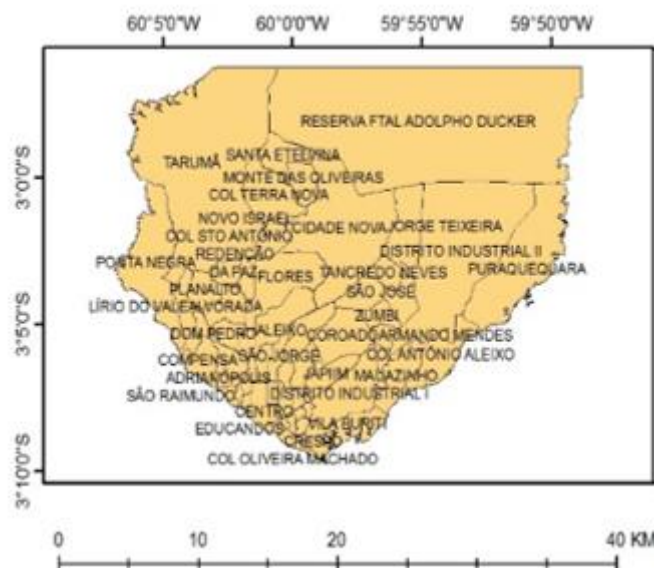 60°5'0"W 60°0'0"W 59°55'0"W 59°50'0"W
RESERVA FTAL ADOLPHO DUCKER
TARUMÃ
SANTA ETELVINA
3°0'0"S
MONTE DAS OLIVEIRAS
COL TERRA NOVA
NOVO ISRAEL
CIDADE NOVA
JORGE TEIXEIRA
COL STO ANTÔNIO
REDENÇÃO
DISTRITO INDUSTRIAL II
PONTA NEGRA
DA PAZ
FLORES
TANCREDO NEVES
PURAQUEQUARA
PLANALTO
SÃO JOSÉ
LÍRIO DO VALE
ALVORADA
ZUMBI
3°5'0"S
DOM PEDRO
ALEIXO
COROADO
ARMANDO MENDES
COMPENSA
SÃO JORGE
COL ANTÔNIO ALEIXO
ADRIANÓPOLIS
JAPIIM
MAOAZINHO
SÃO RAIMUNDO
DISTRITO INDUSTRIAL I
CENTRO
EDUCANDOS
VILA BURITI
CRESPO
COL OLIVEIRA MACHADO
3°10'0"S
0 10 20 40 KM